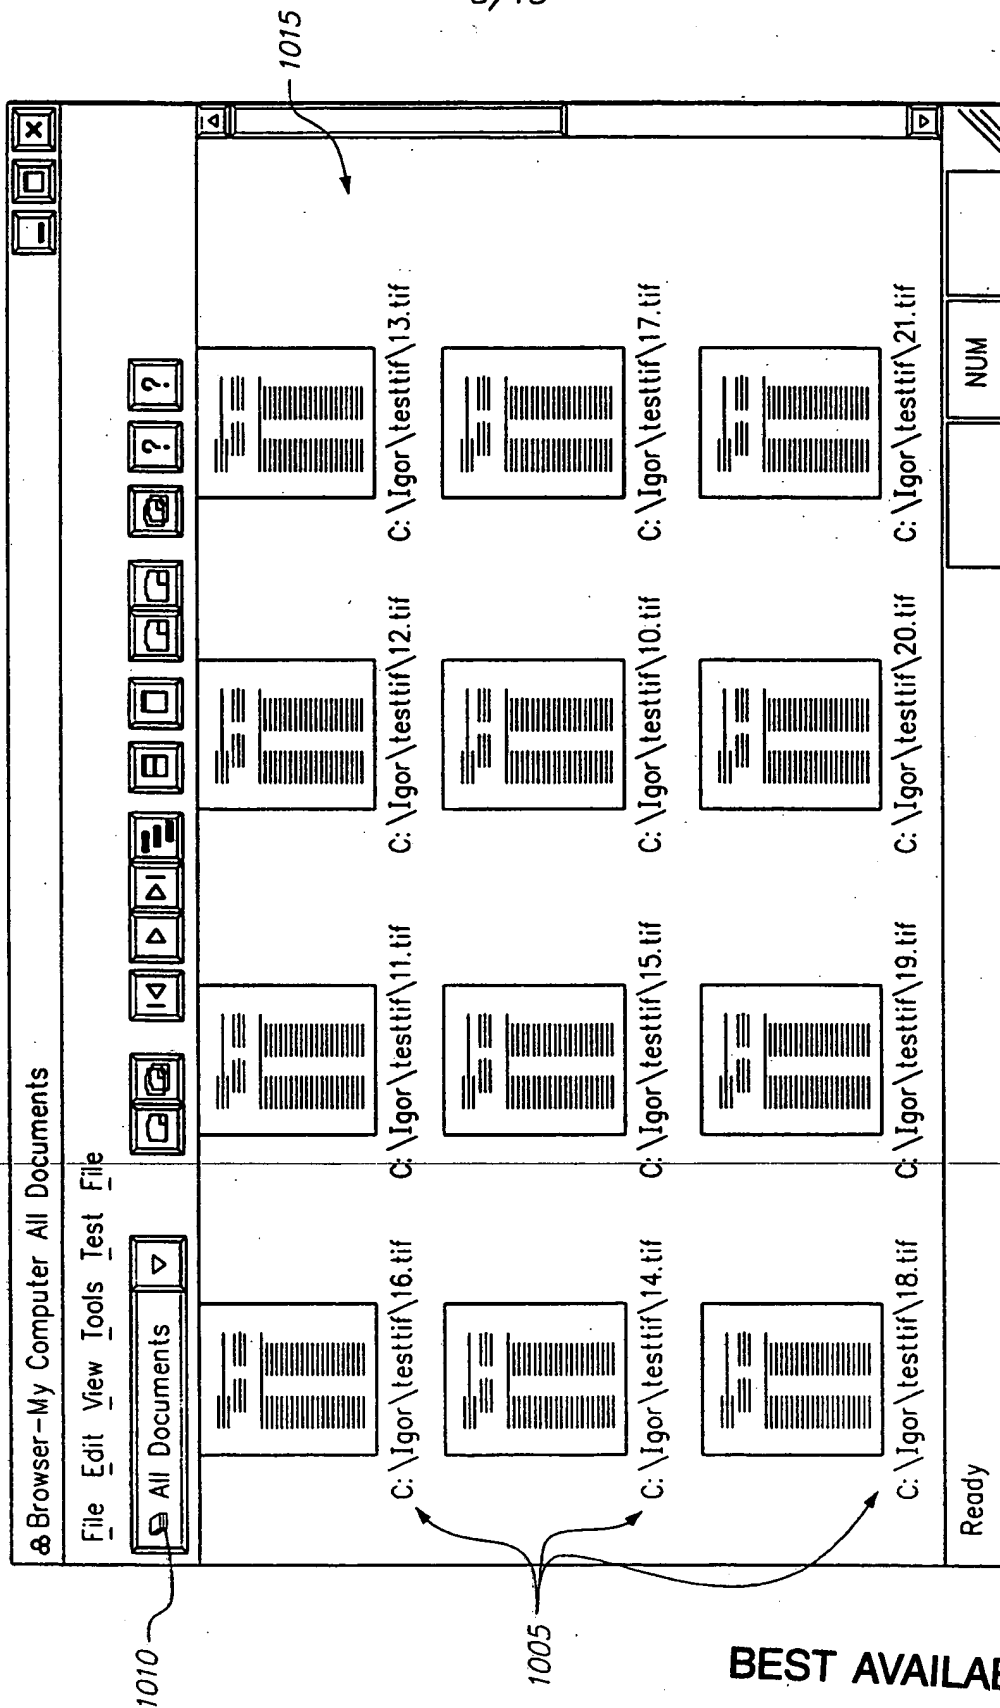 1015
&Browser-My Computer All Documents
File Edit View Tools Test File
All Documents
? ?
C:\Igor\testtif\16.tif C:\Igor\testtif\11.tif C:\Igor\testtif\12.tif C:\Igor\testtif\13.tif
C:\Igor\testtif\14.tif C:\Igor\testtif\15.tif C:\Igor\testtif\10.tif C:\Igor\testtif\17.tif
C:\Igor\testtif\18.tif C:\Igor\testtif\19.tif C:\Igor\testtif\20.tif C:\Igor\testtif\21.tif
Ready NUM
1010
1005
BEST